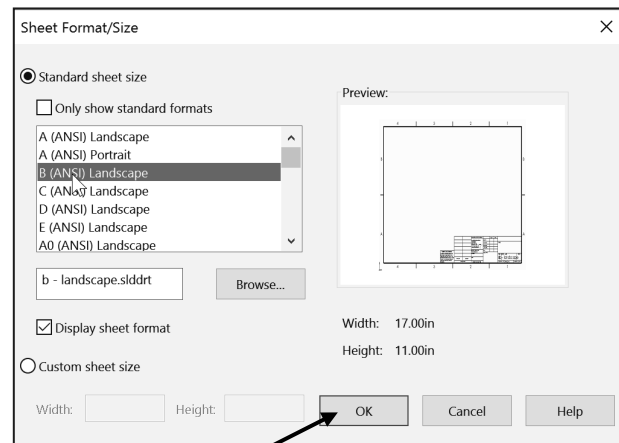 Sheet Format/Size
Standard sheet size
Only show standard formats
A (ANSI) Landscape
A (ANSI) Portrait
B (ANSI) Landscape
C (ANSI) Landscape
D (ANSI) Landscape
E (ANSI) Landscape
A0 (ANSI) Landscape
b - landscape.slddrt
Browse...
Display sheet format
Custom sheet size
Width:
Height:
Preview:
Width: 17.00in
Height: 11.00in
OK
Cancel
Help